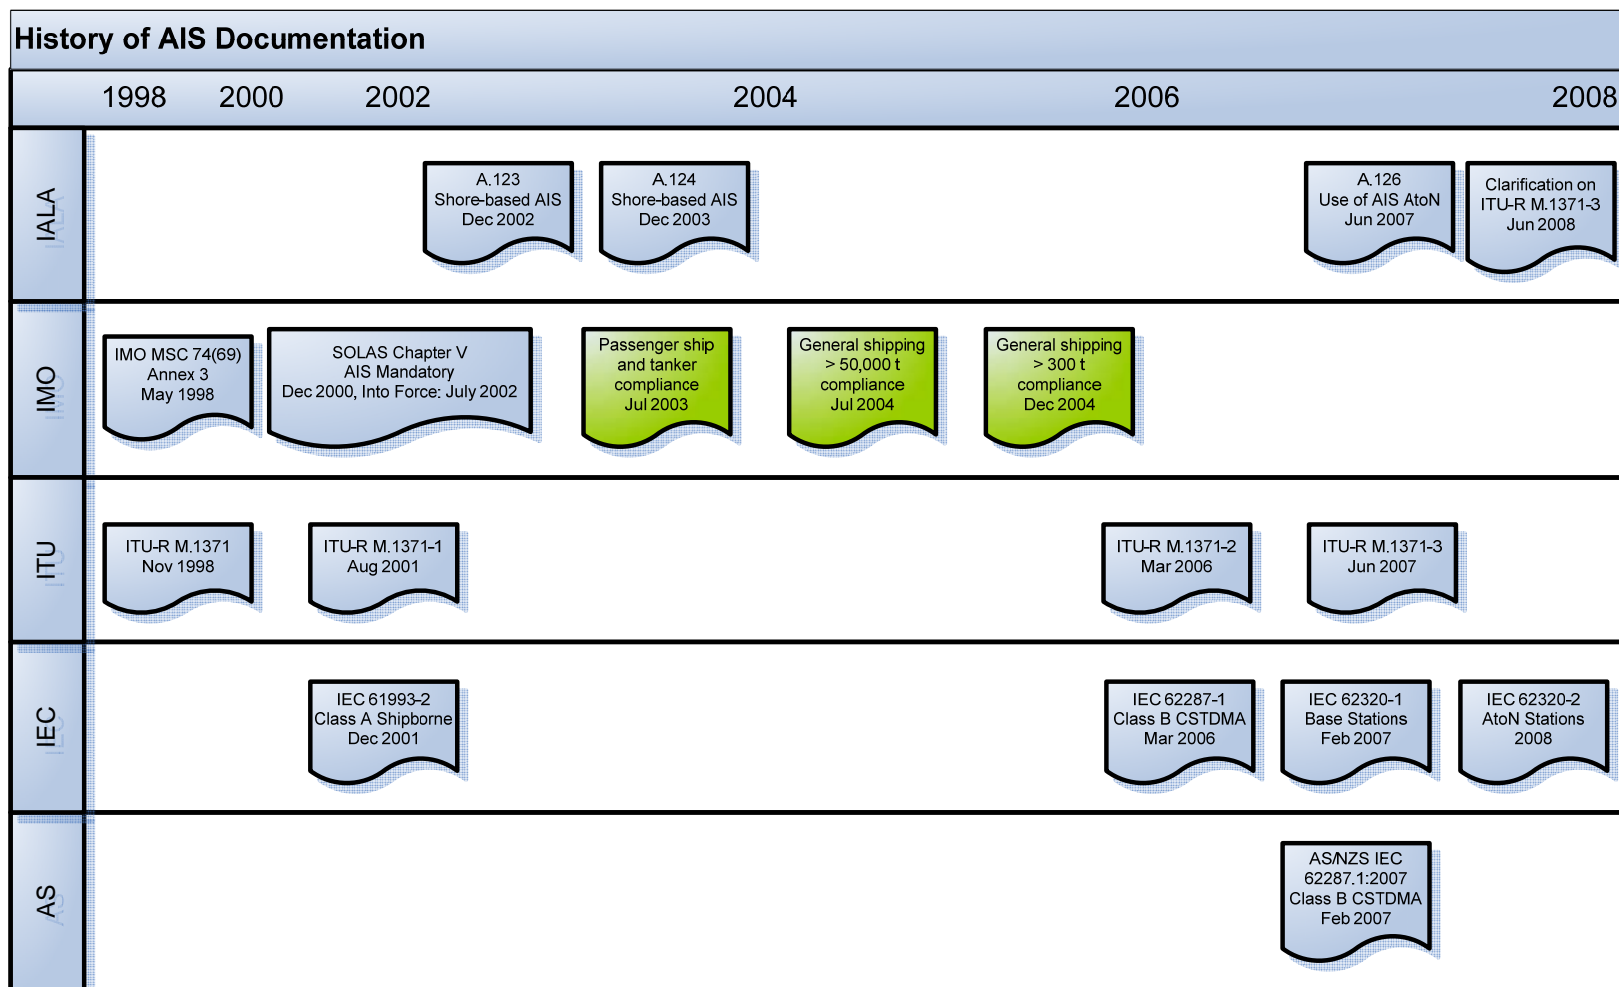 History of AIS Documentation
1998 2000 2002 2004 2006 2008
IALA
A.123
Shore-based AIS
Dec 2002
A.124
Shore-based AIS
Dec 2003
A.126
Use of AIS AtoN
Jun 2007
Clarification on
ITU-R M.1371-3
Jun 2008
IMO
IMO MSC 74(69)
Annex 3
May 1998
SOLAS Chapter V
AIS Mandatory
Dec 2000, Into Force: July 2002
Passenger ship
and tanker
compliance
Jul 2003
General shipping
> 50,000 t
compliance
Jul 2004
General shipping
> 300 t
compliance
Dec 2004
ITU
ITU-R M.1371
Nov 1998
ITU-R M.1371-1
Aug 2001
ITU-R M.1371-2
Mar 2006
ITU-R M.1371-3
Jun 2007
IEC
IEC 61993-2
Class A Shipborne
Dec 2001
IEC 62287-1
Class B CSTDMA
Mar 2006
IEC 62320-1
Base Stations
Feb 2007
IEC 62320-2
AtoN Stations
2008
AS
AS/NZS IEC
62287.1:2007
Class B CSTDMA
Feb 2007